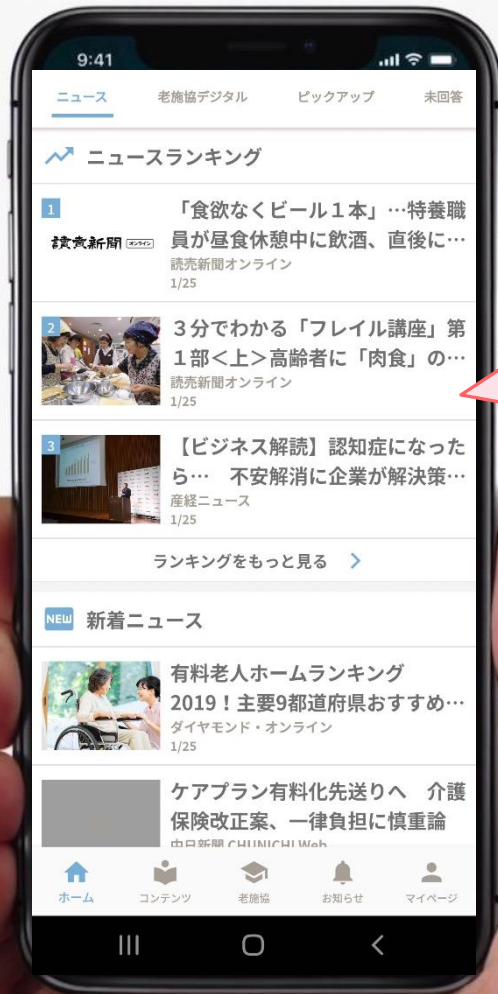 9:41
ニュース
老施協デジタル
ピックアップ
未回答
ニュースランキング
1
讀賣新聞 オンライン
「食欲なくビール１本」…特養職
員が昼食休憩中に飲酒、直後に…
読売新聞オンライン
1/25
2
３分でわかる「フレイル講座」第
１部＜上＞高齢者に「肉食」の…
読売新聞オンライン
1/25
3
【ビジネス解読】認知症になった
ら… 不安解消に企業が解決策…
産経ニュース
1/25
ランキングをもっと見る
NEW 新着ニュース
有料老人ホームランキング
2019！主要9都道府県おすすめ…
ダイヤモンド・オンライン
1/25
ケアプラン有料化先送りへ 介護
保険改正案、一律負担に慎重論
中日新聞 CHUNICHI Web
ホーム
コンテンツ
老施協
お知らせ
マイページ